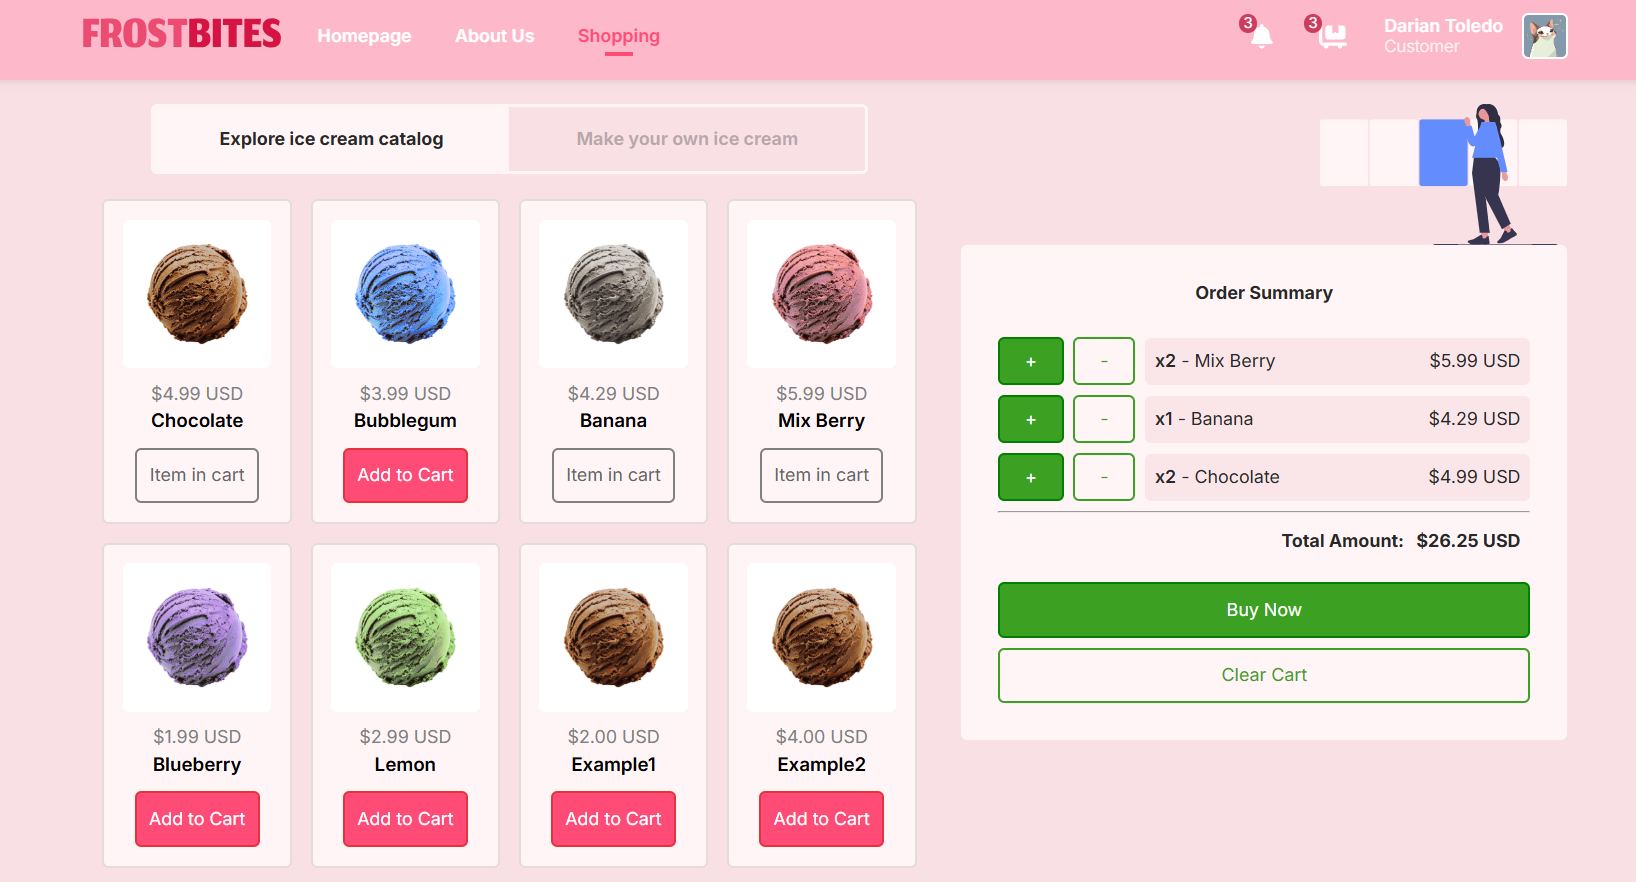 FROSTBITES
Homepage
About Us
Shopping
3
3
Darian Toledo
Customer
Explore ice cream catalog
Make your own ice cream
$4.99 USD
Chocolate
Item in cart
$3.99 USD
Bubblegum
Add to Cart
$4.29 USD
Banana
Item in cart
$5.99 USD
Mix Berry
Item in cart
$1.99 USD
Blueberry
Add to Cart
$2.99 USD
Lemon
Add to Cart
$2.00 USD
Example1
Add to Cart
$4.00 USD
Example2
Add to Cart
Order Summary
+ - x2 - Mix Berry $5.99 USD
+ - x1 - Banana $4.29 USD
+ - x2 - Chocolate $4.99 USD
Total Amount: $26.25 USD
Buy Now
Clear Cart